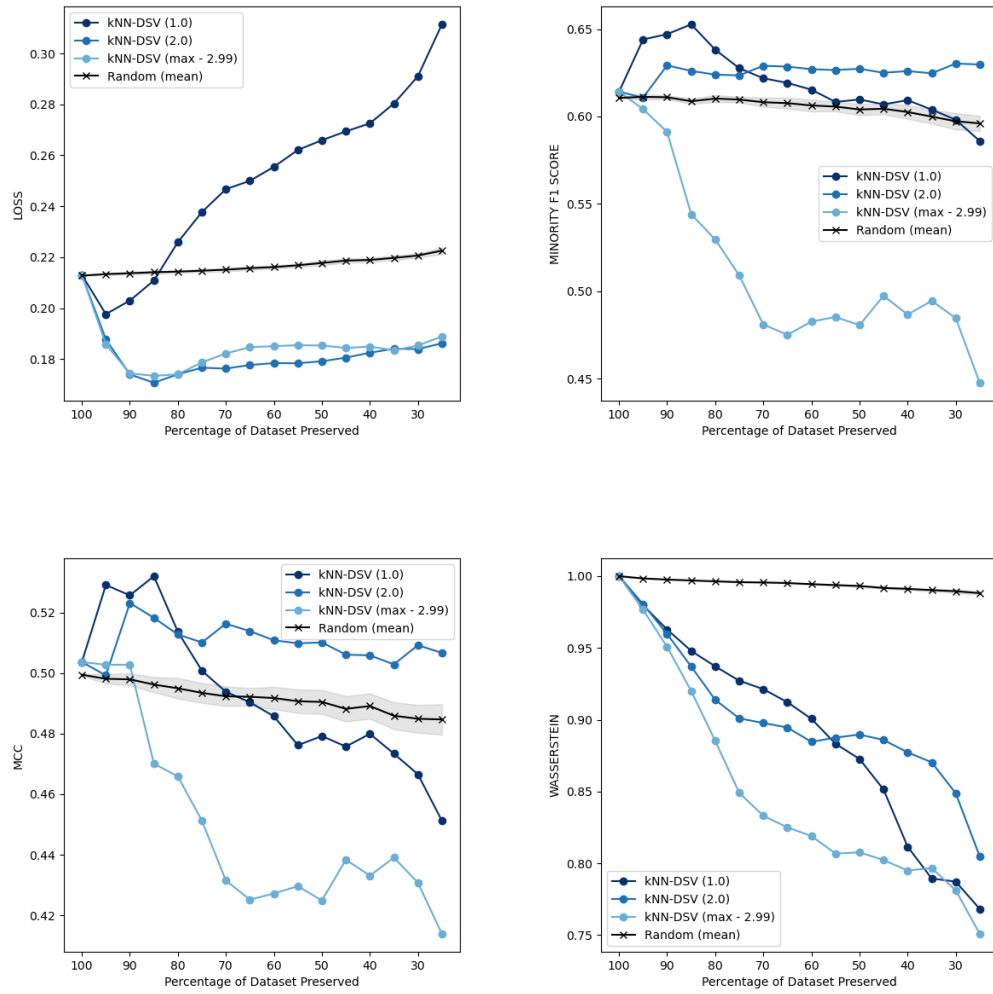 kNN-DSV (1.0)
kNN-DSV (2.0)
kNN-DSV (max - 2.99)
Random (mean)
0.30
0.28
0.26
0.24
0.22
0.20
0.18
LOSS
100 90 80 70 60 50 40 30
Percentage of Dataset Preserved
0.65
0.60
0.55
0.50
0.45
MINORITY F1 SCORE
kNN-DSV (1.0)
kNN-DSV (2.0)
kNN-DSV (max - 2.99)
Random (mean)
100 90 80 70 60 50 40 30
Percentage of Dataset Preserved
kNN-DSV (1.0)
kNN-DSV (2.0)
kNN-DSV (max - 2.99)
Random (mean)
0.52
0.50
0.48
0.46
0.44
0.42
MCC
100 90 80 70 60 50 40 30
Percentage of Dataset Preserved
1.00
0.95
0.90
0.85
0.80
0.75
WASSERSTEIN
kNN-DSV (1.0)
kNN-DSV (2.0)
kNN-DSV (max - 2.99)
Random (mean)
100 90 80 70 60 50 40 30
Percentage of Dataset Preserved